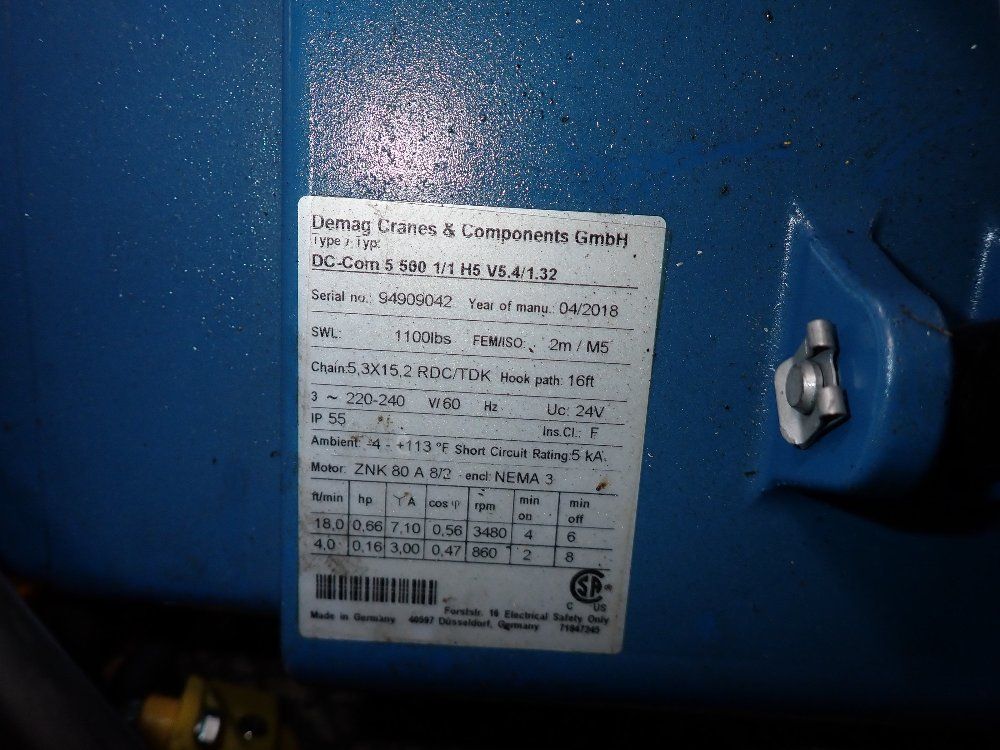 Demag Cranes & Components GmbH
Type / Typ:
DC-Com 5 500 1/1 H5 V5.4/1.32
Serial no.: 94909042 Year of manu.: 04/2018
SWL: 1100lbs FEM/ISO: 2m / M5
Chain:5,3X15,2 RDC/TDK Hook path: 16ft
3 ~ 220-240 V/ 60 Hz Uc: 24V
IP 55 Ins.Cl.: F
Ambient: -4 - +113 °F Short Circuit Rating:5 kA
Motor: ZNK 80 A 8/2 encl: NEMA 3
ft/min hp Y A cos φ rpm min on min off
18,0 0,66 7,10 0,56 3480 4 6
4,0 0,16 3,00 0,47 860 2 8
CSA ®
C US
Forststr. 16 Electrical Safety Only
Made in Germany 40597 Düsseldorf, Germany 71847245